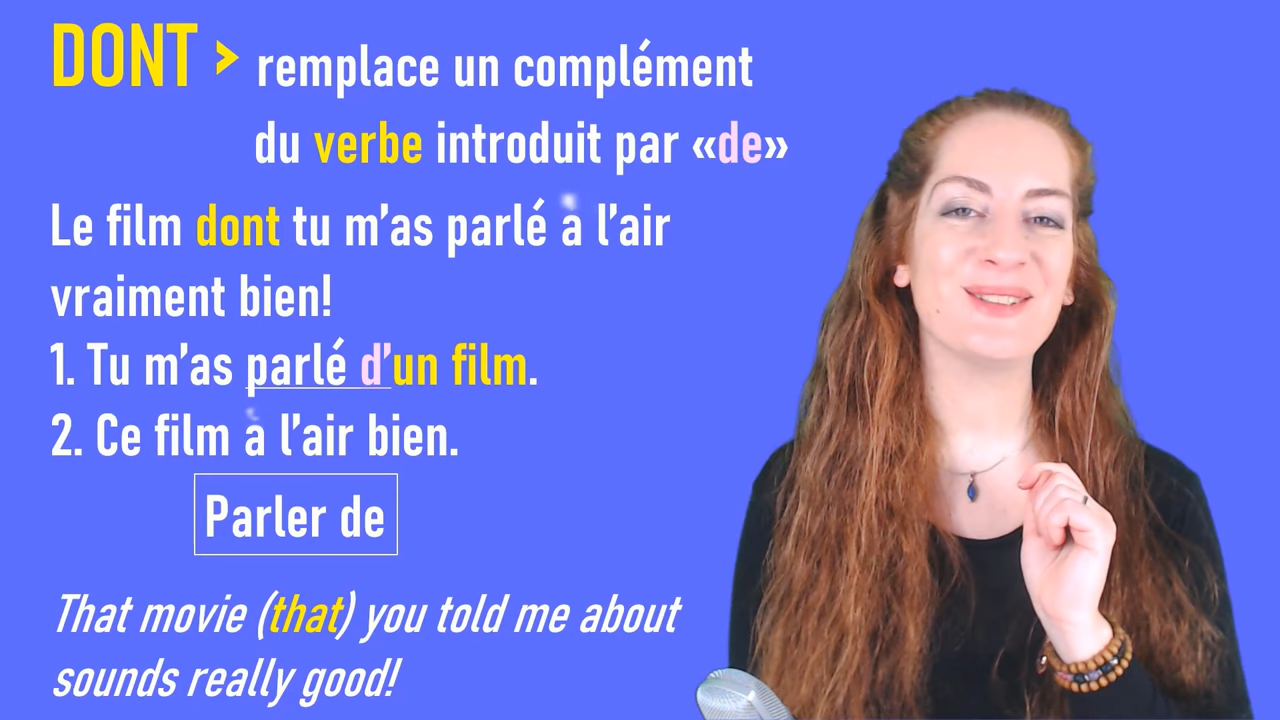 DONT > remplace un complément
du verbe introduit par «de»
Le film dont tu m'as parlé à l'air
vraiment bien!
1. Tu m'as parlé d'un film.
2. Ce film à l'air bien.
Parler de
That movie (that) you told me about
sounds really good!